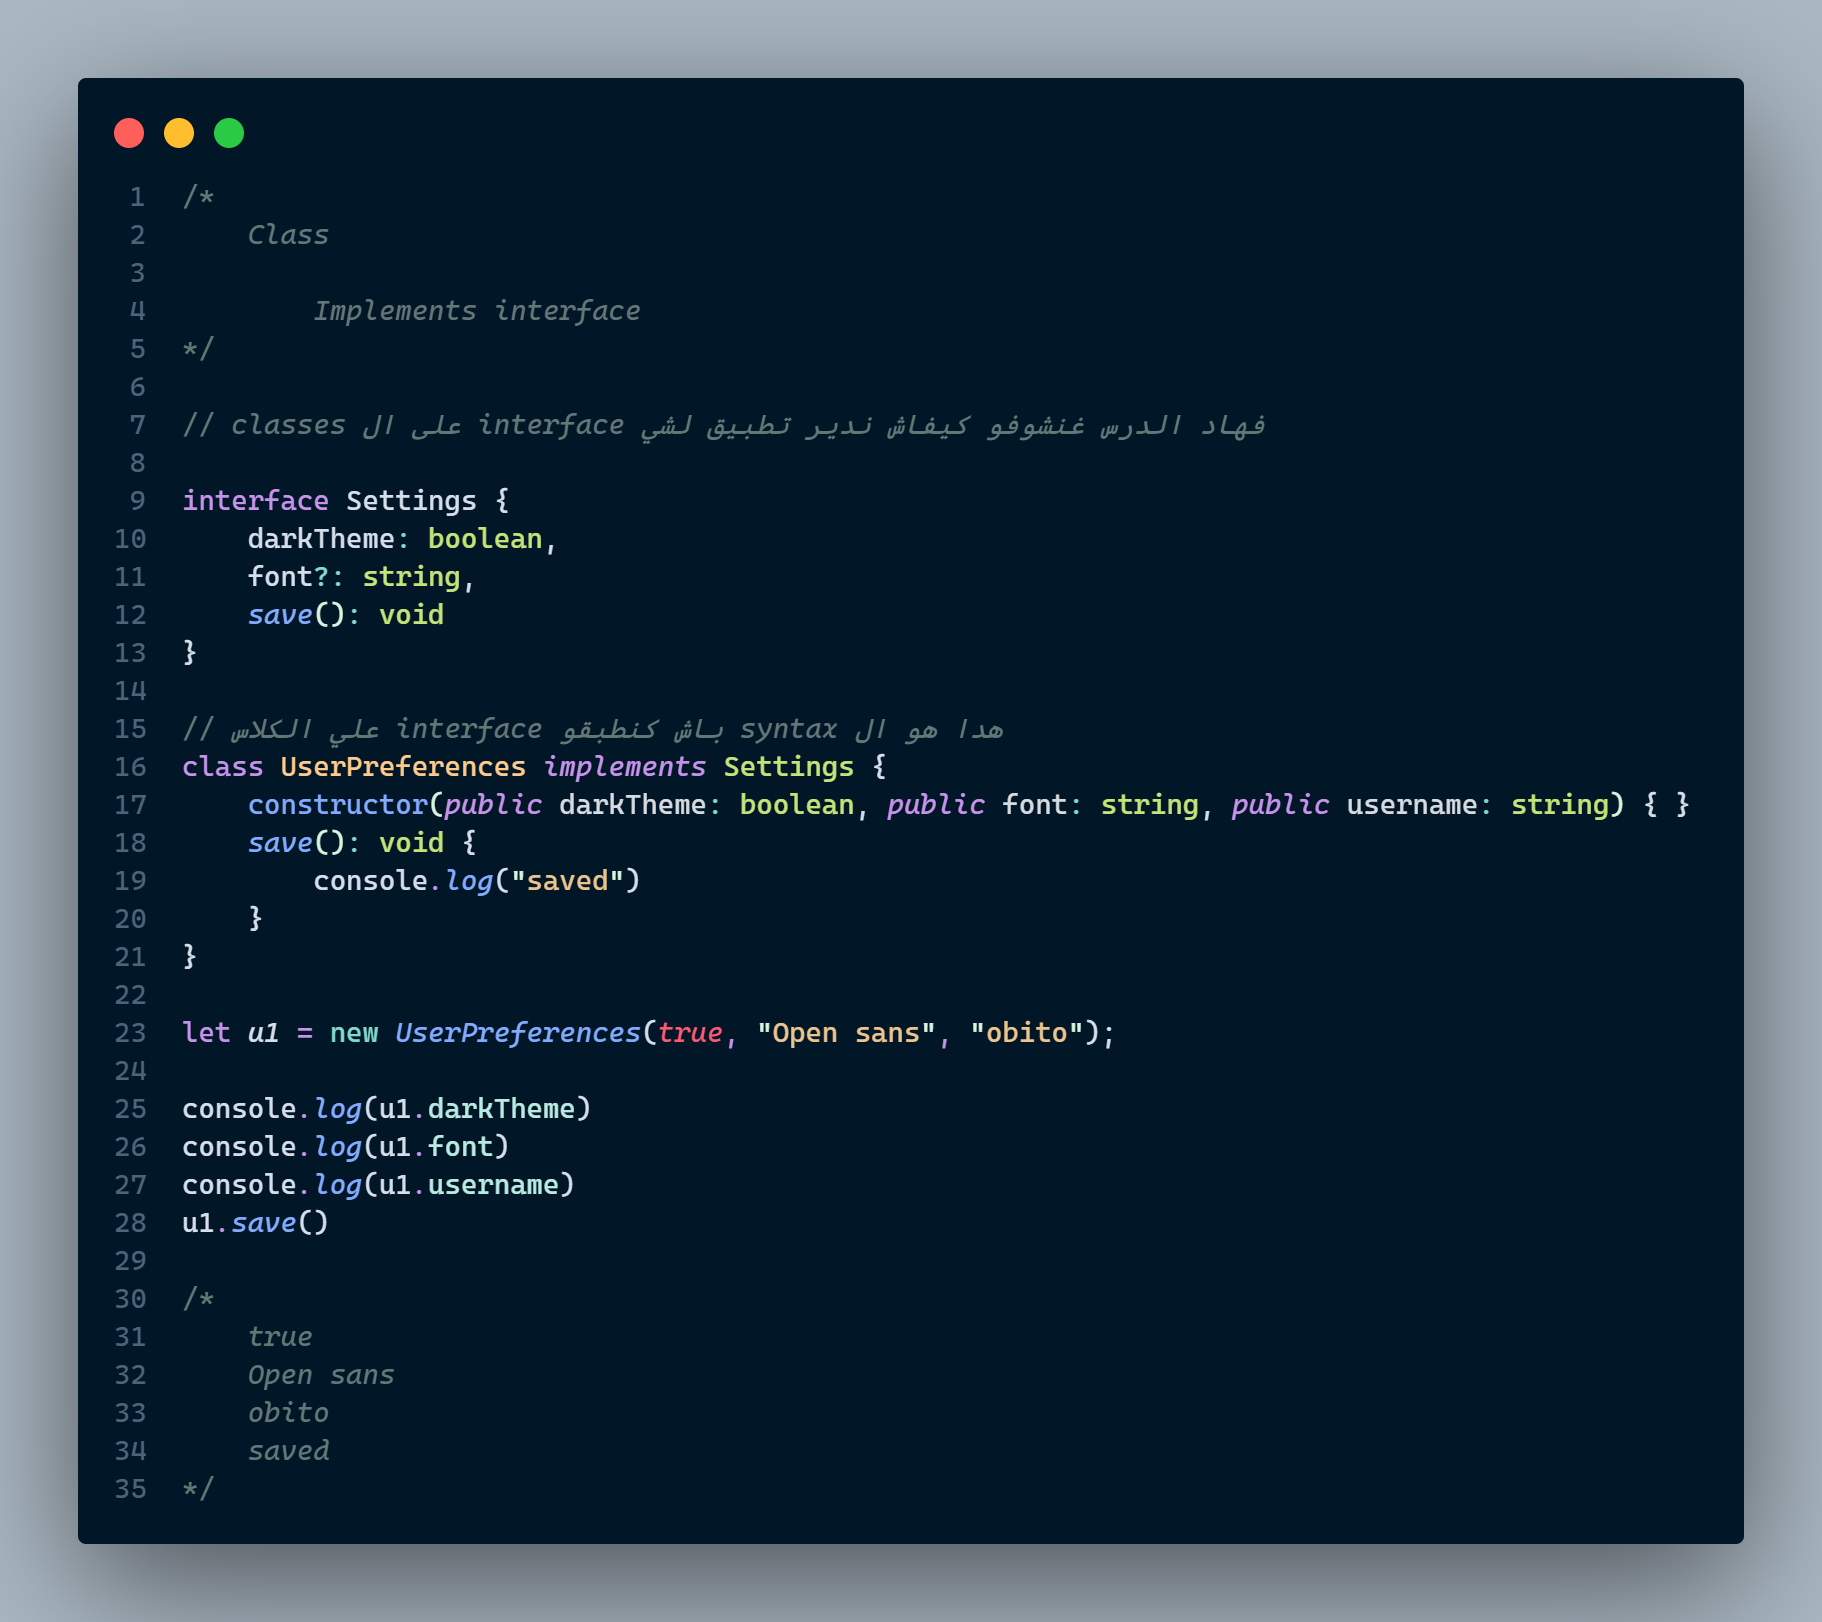 1 /*
2     Class
3
4         Implements interface
5 */
6
7 // فهاد الدرس غنشوفو كيفاش ندير تطبيق لشي interface على ال classes
8
9 interface Settings {
10     darkTheme: boolean,
11     font?: string,
12     save(): void
13 }
14
15 // هدا هو ال syntax باش كنطبقو interface علي الكلاس
16 class UserPreferences implements Settings {
17     constructor(public darkTheme: boolean, public font: string, public username: string) { }
18     save(): void {
19         console.log("saved")
20     }
21 }
22
23 let u1 = new UserPreferences(true, "Open sans", "obito");
24
25 console.log(u1.darkTheme)
26 console.log(u1.font)
27 console.log(u1.username)
28 u1.save()
29
30 /*
31     true
32     Open sans
33     obito
34     saved
35 */